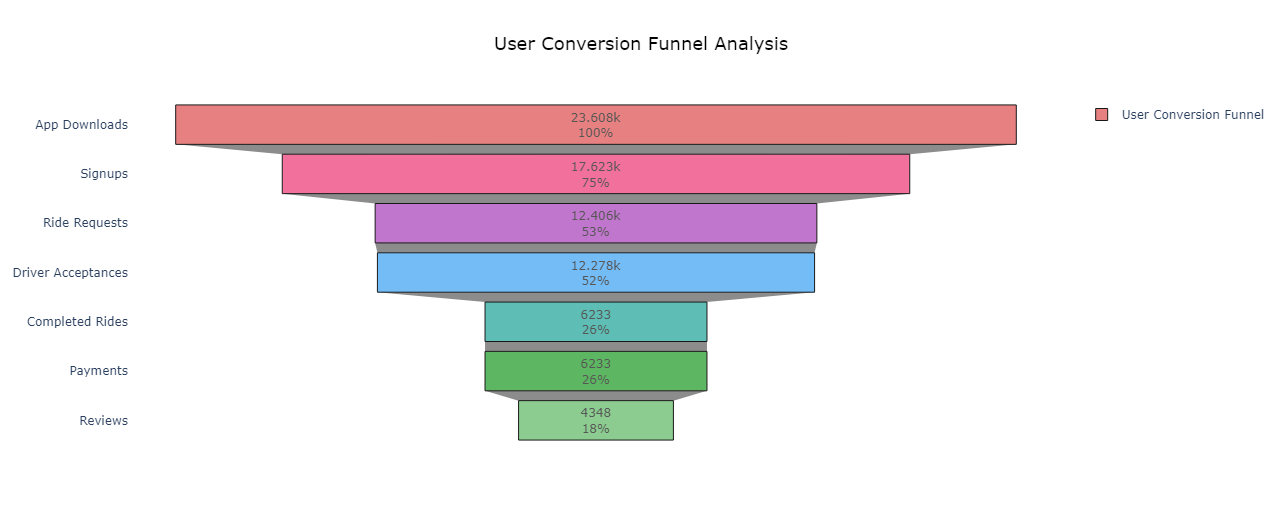 User Conversion Funnel Analysis
App Downloads
23.608k
100%
User Conversion Funnel
Signups
17.623k
75%
Ride Requests
12.406k
53%
Driver Acceptances
12.278k
52%
Completed Rides
6233
26%
Payments
6233
26%
Reviews
4348
18%